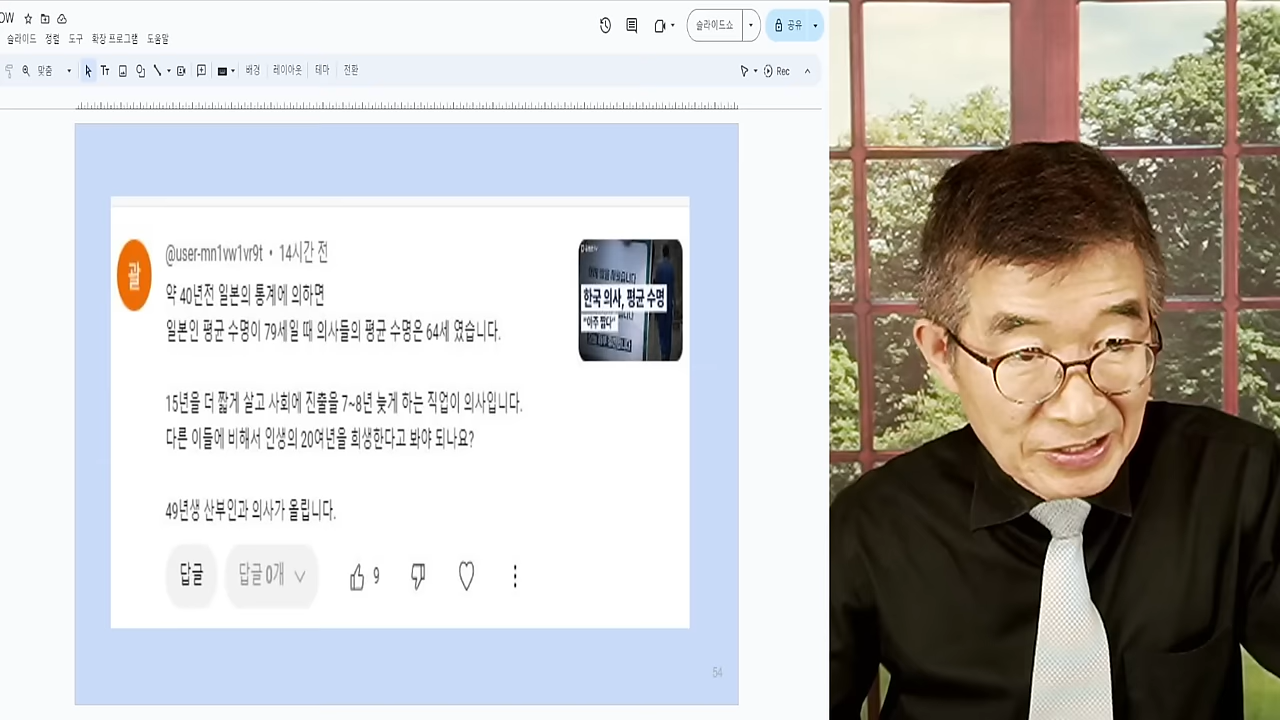 OW
슬라이드 정렬 도구 확장 프로그램 도움말
슬라이드쇼
공유
맞춤
배경
레이아웃
테마
전환
Rec
괄
@user-mn1vw1vr9t • 14시간 전
약 40년전 일본의 통계에 의하면
일본인 평균 수명이 79세일 때 의사들의 평균 수명은 64세 였습니다.
15년을 더 짧게 살고 사회에 진출을 7~8년 늦게 하는 직업이 의사입니다.
다른 이들에 비해서 인생의 20여년을 희생한다고 봐야 되나요?
49년생 산부인과 의사가 올립니다.
답글
답글 0개
9
한국 의사, 평균 수명
"아주 짧다"
54